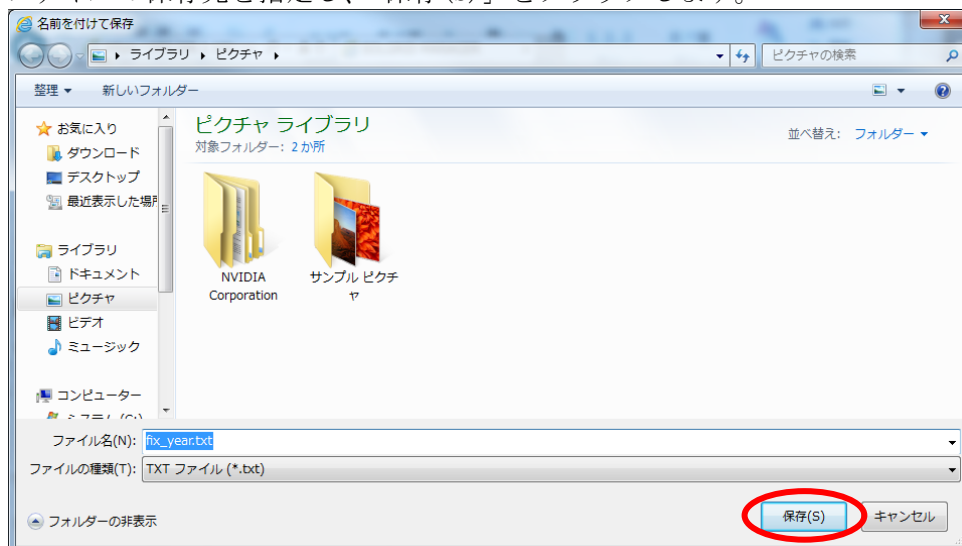 名前を付けて保存
ライブラリ ピクチャ
ピクチャの検索
整理 新しいフォルダー
お気に入り
ダウンロード
デスクトップ
最近表示した場所
ライブラリ
ドキュメント
ピクチャ
ビデオ
ミュージック
コンピューター
ピクチャ ライブラリ
対象フォルダー: 2 か所
並べ替え: フォルダー
NVIDIA
Corporation
サンプル ピクチ
ャ
ファイル名(N): fix_year.txt
ファイルの種類(T): TXT ファイル (*.txt)
フォルダーの非表示
保存(S)
キャンセル